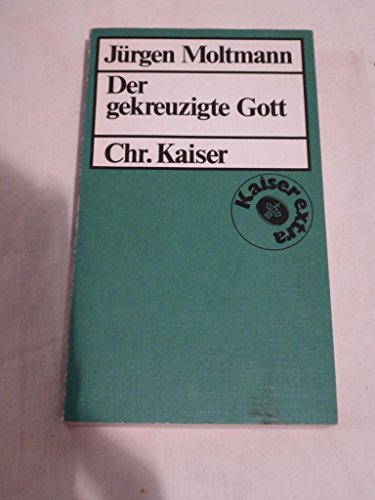 Jürgen Moltmann
Der
gekreuzigte Gott
Chr. Kaiser
Kaiser extra